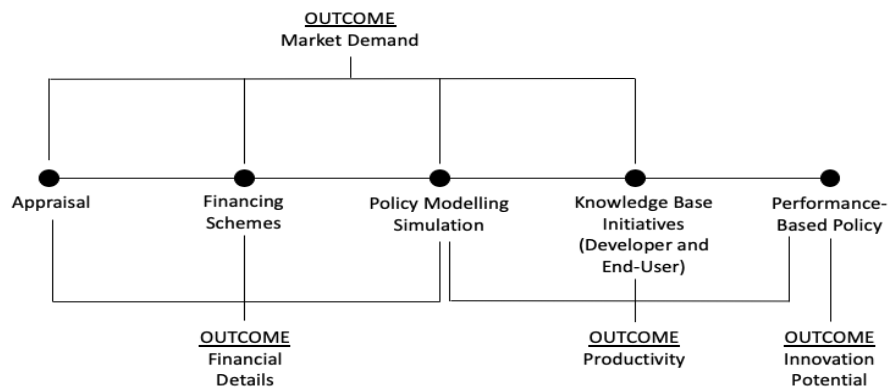 OUTCOME
Market Demand
Appraisal
Financing
Schemes
Policy Modelling
Simulation
Knowledge Base
Initiatives
(Developer and
End-User)
Performance-
Based Policy
OUTCOME
Financial
Details
OUTCOME
Productivity
OUTCOME
Innovation
Potential